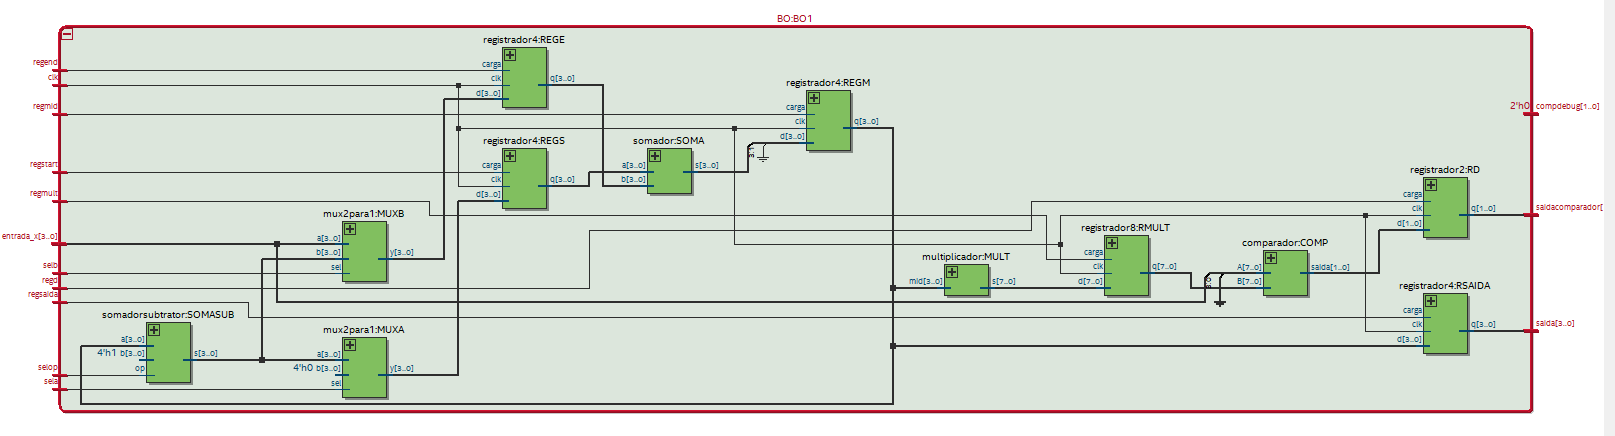 BO:BO1
registrador4:REGE
regend
carga
clk
clk
q[3..0]
d[3..0]
registrador4:REGM
regmid
carga
clk
q[3..0]
d[3..0]
2'h0 compdebug[1..0]
registrador4:REGS
somador:SOMA
regstart
carga
a[3..0]
s[3..0]
clk
q[3..0]
b[3..0]
d[3..0]
regmult
registrador2:RD
carga
clk
q[1..0]
saidacomparador[
d[1..0]
mux2para1:MUXB
entrada_x[3..0]
a[3..0]
b[3..0]
y[3..0]
selb
sel
regd
regsaida
registrador8:RMULT
carga
clk
q[7..0]
d[7..0]
multiplicador:MULT
mid[3..0]
s[7..0]
comparador:COMP
A[7..0]
saida[1..0]
B[7..0]
registrador4:RSAIDA
carga
clk
q[3..0]
saida[3..0]
d[3..0]
somadorsubtrator:SOMASUB
a[3..0]
4'h1 b[3..0]
s[3..0]
selop
op
mux2para1:MUXA
a[3..0]
4'h0 b[3..0]
y[3..0]
sela
sel